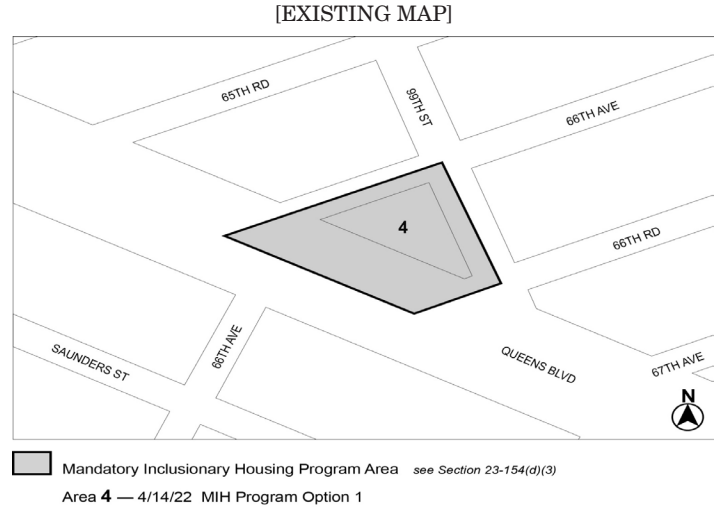 [EXISTING MAP]
65TH RD
99TH ST
66TH AVE
4
66TH RD
66TH AVE
SAUNDERS ST
QUEENS BLVD
67TH AVE
N
Mandatory Inclusionary Housing Program Area see Section 23-154(d)(3)
Area 4 — 4/14/22 MIH Program Option 1